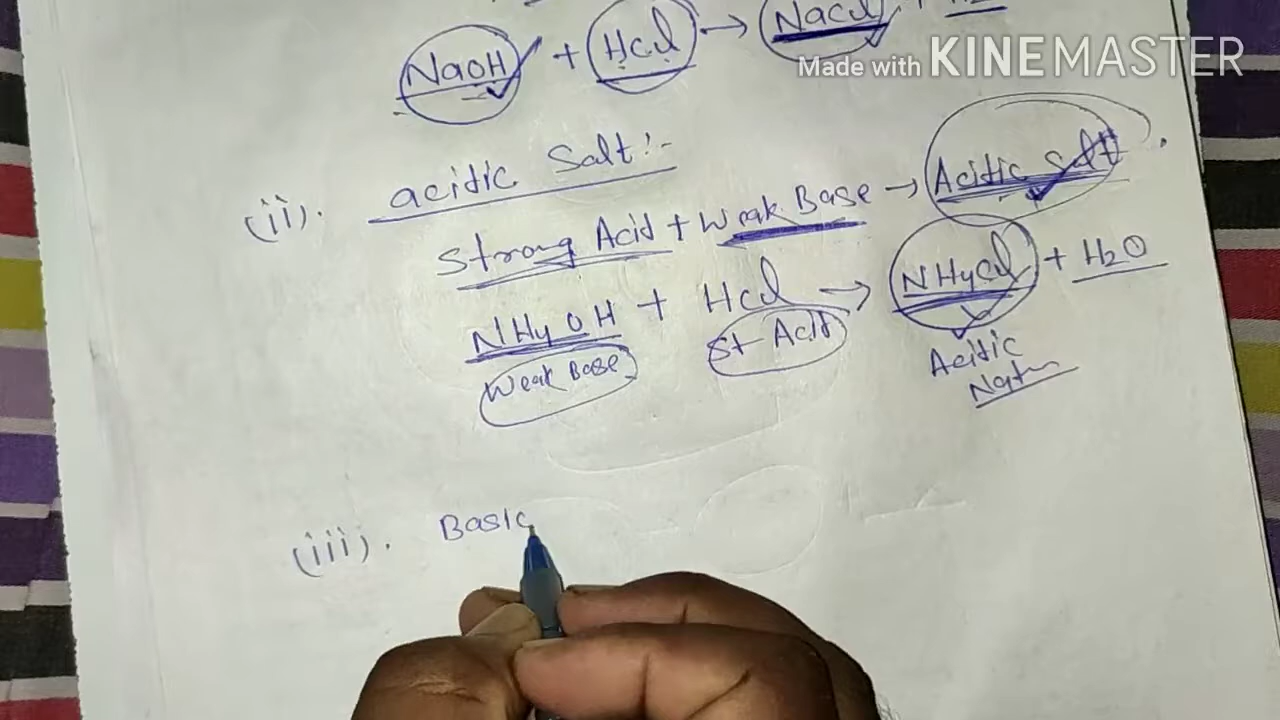 NaOH + HCl → NaCl +
Made with KINEMASTER
(ii). acidic Salt:-
Strong Acid + Weak Base → Acidic Salt.
NH4OH + HCl → NH4Cl + H2O
Weak Base St Acid Acidic
(iii). Basic